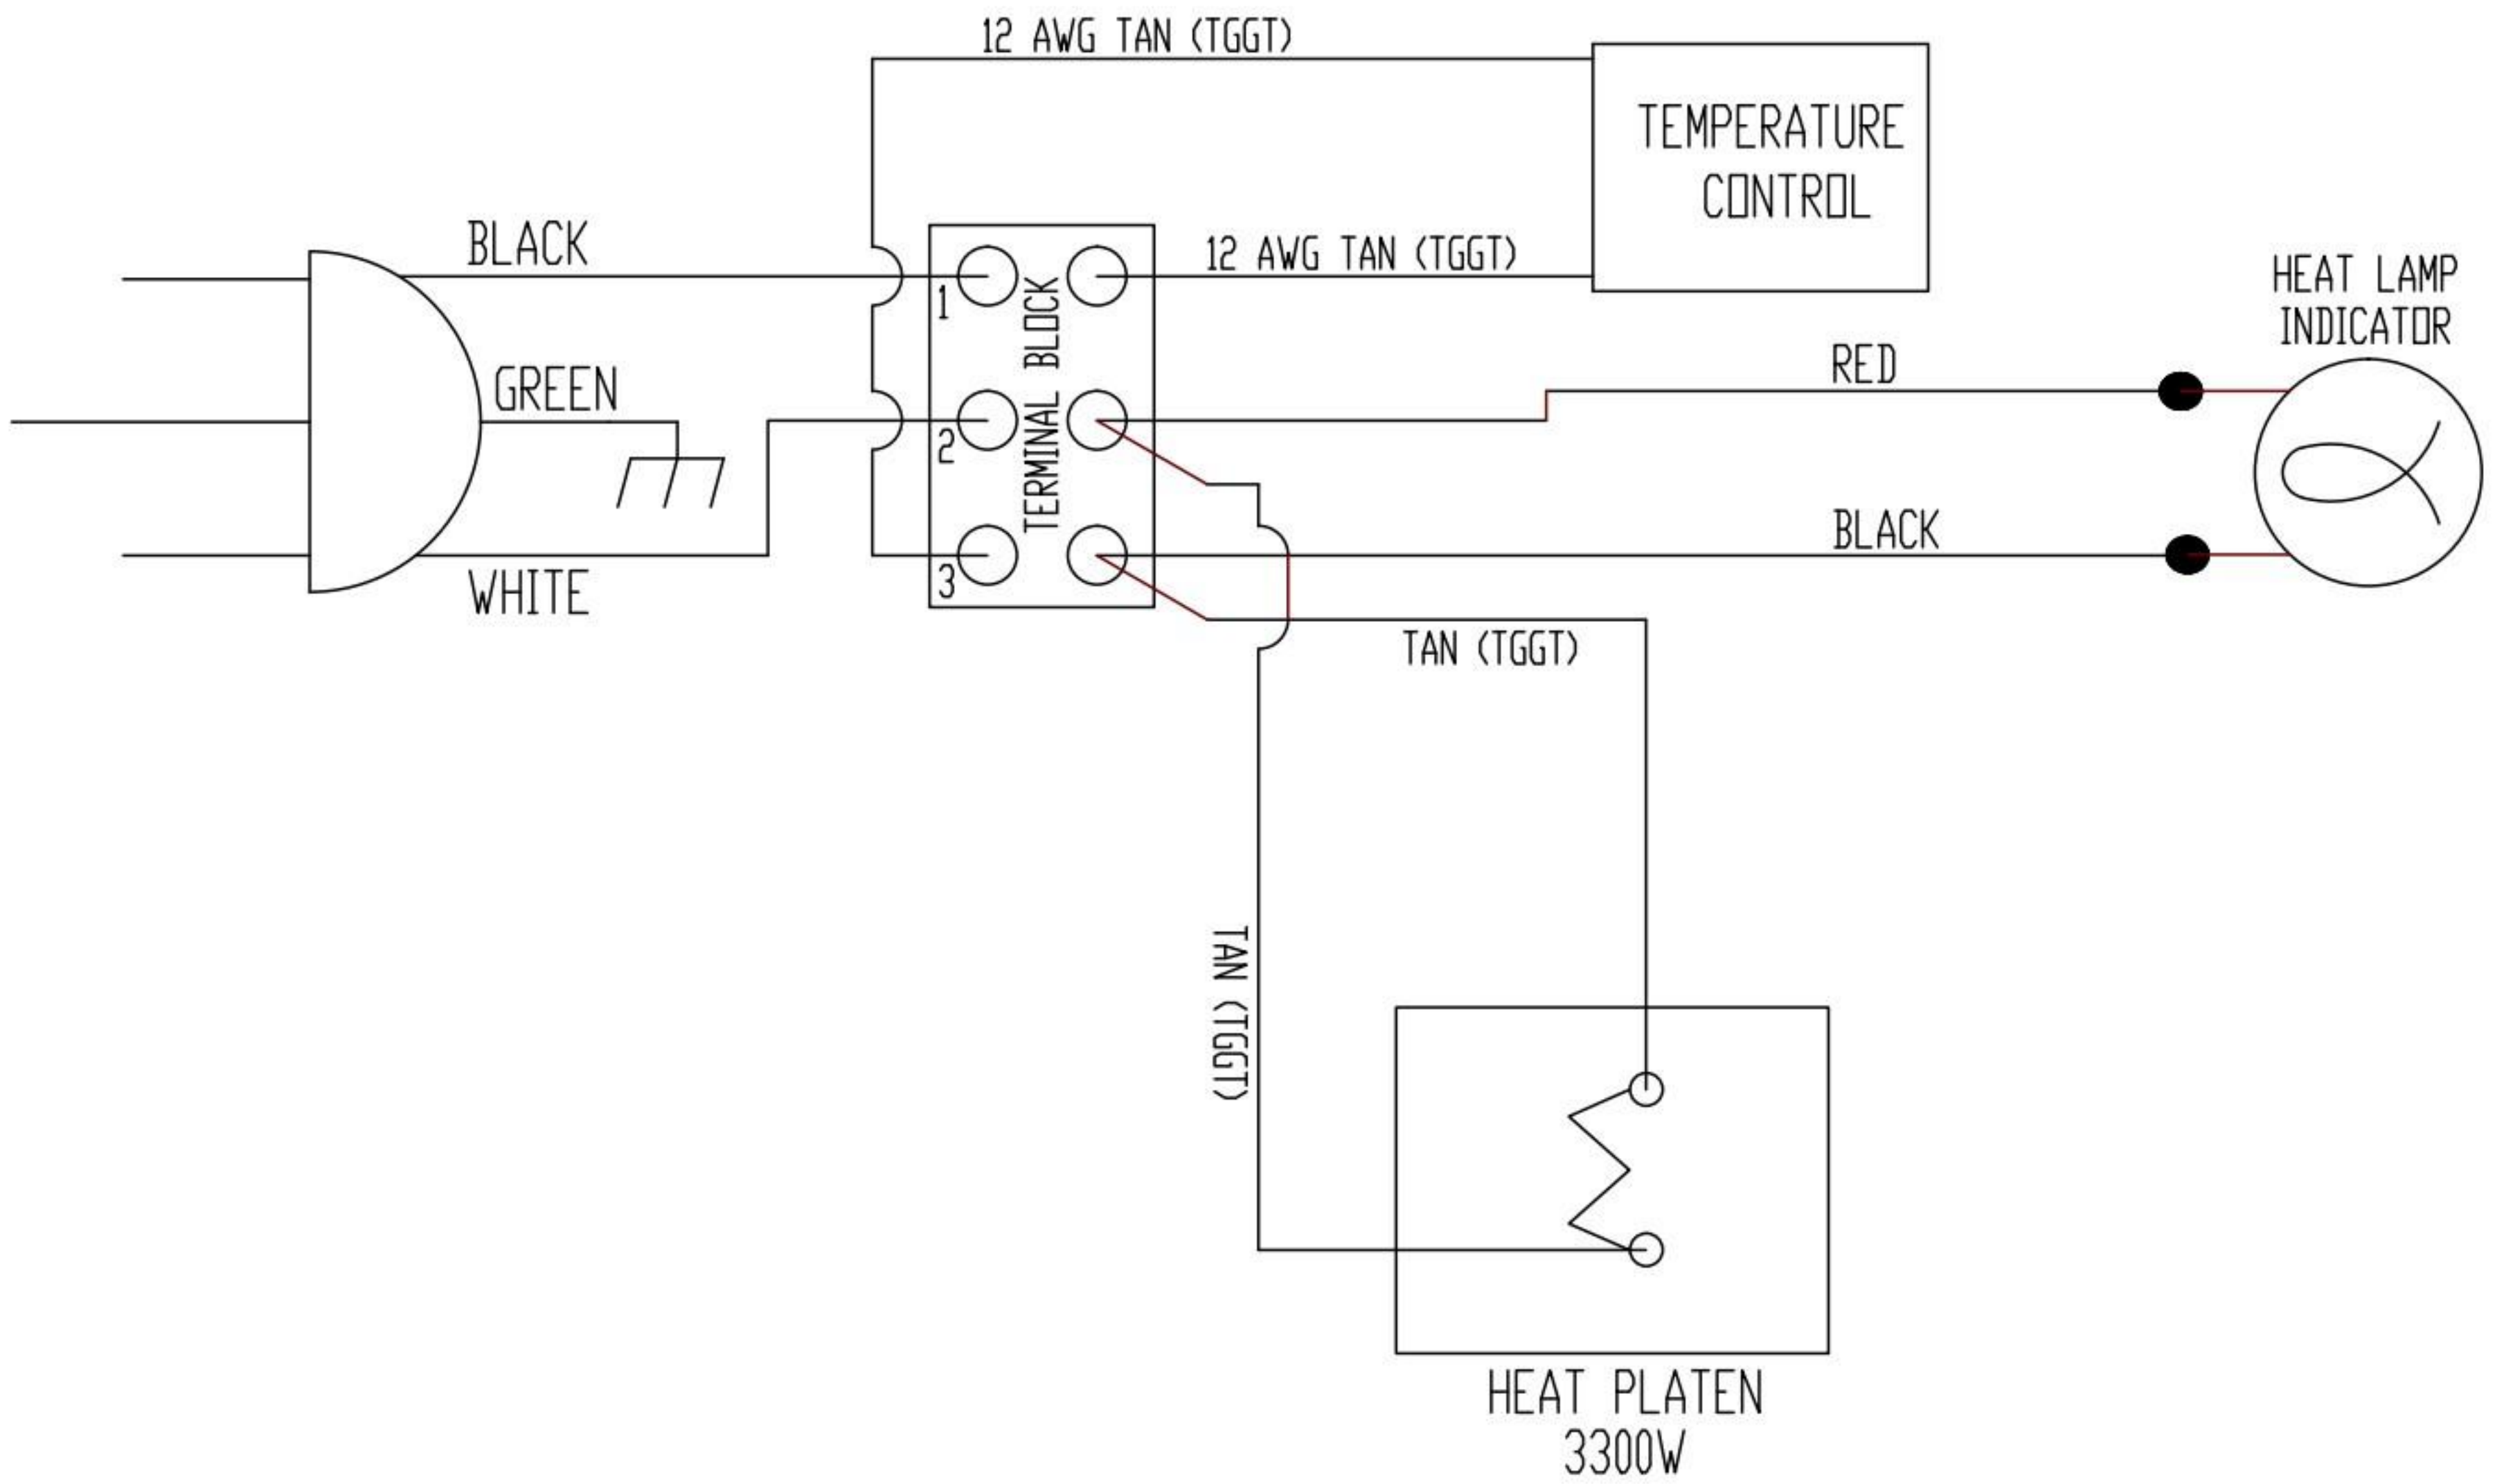 12 AWG TAN (TGGT)
TEMPERATURE
CONTROL
BLACK
12 AWG TAN (TGGT)
HEAT LAMP
INDICATOR
1
TERMINAL BLOCK
RED
GREEN
2
BLACK
3
WHITE
TAN (TGGT)
TAN (TGGT)
HEAT PLATEN
3300W